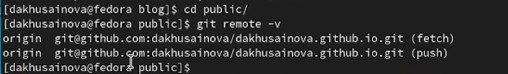 [dakhusainova@fedora blog]$ cd public/
[dakhusainova@fedora public]$ git remote -v
origin  git@github.com:dakhusainova/dakhusainova.github.io.git (fetch)
origin  git@github.com:dakhusainova/dakhusainova.github.io.git (push)
[dakhusainova@fedora public]$